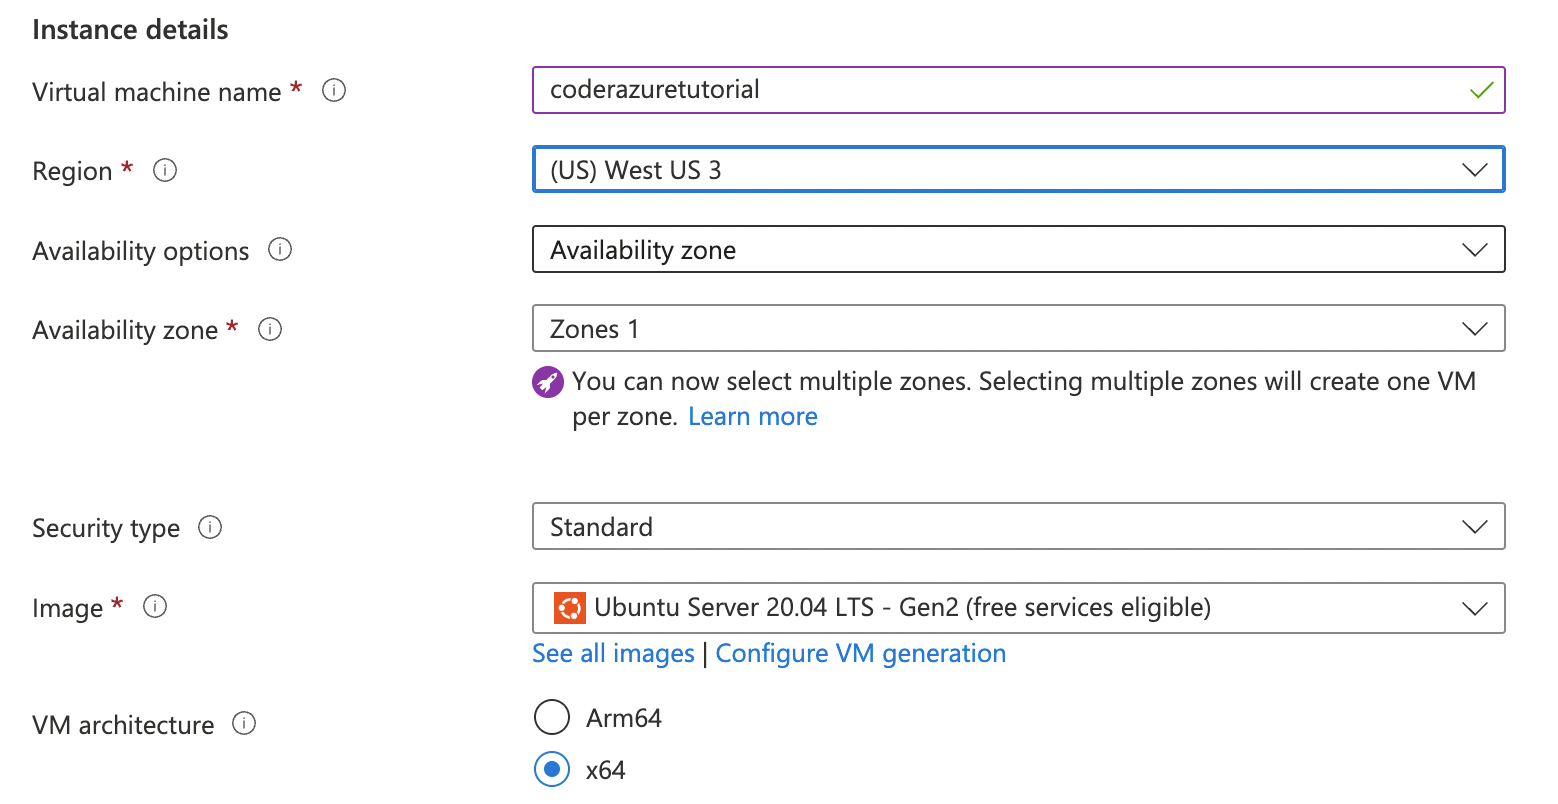 Instance details
Virtual machine name * coderazuretutorial
Region * (US) West US 3
Availability options Availability zone
Availability zone * Zones 1
You can now select multiple zones. Selecting multiple zones will create one VM
per zone. Learn more
Security type Standard
Image * Ubuntu Server 20.04 LTS - Gen2 (free services eligible)
See all images | Configure VM generation
VM architecture Arm64
x64